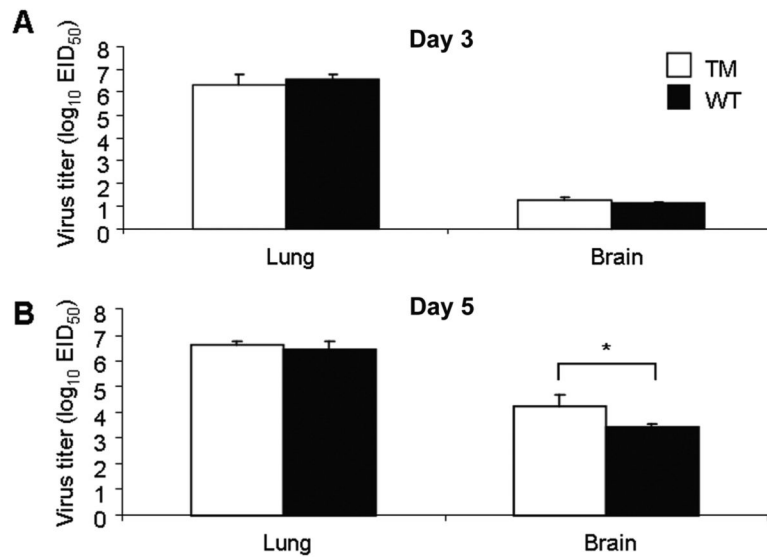 A
Day 3
Virus titer (log10 EID50)
8
7
6
5
4
3
2
1
0
TM
WT
Lung
Brain
B
Day 5
Virus titer (log10 EID50)
8
7
6
5
4
3
2
1
0
*
Lung
Brain